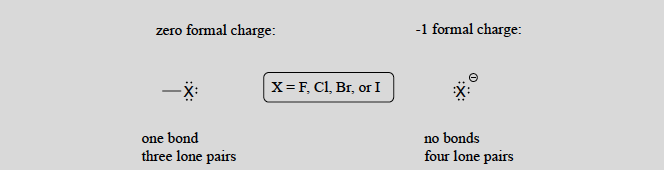 zero formal charge:
-1 formal charge:
X
X = F, Cl, Br, or I
X
one bond
three lone pairs
no bonds
four lone pairs